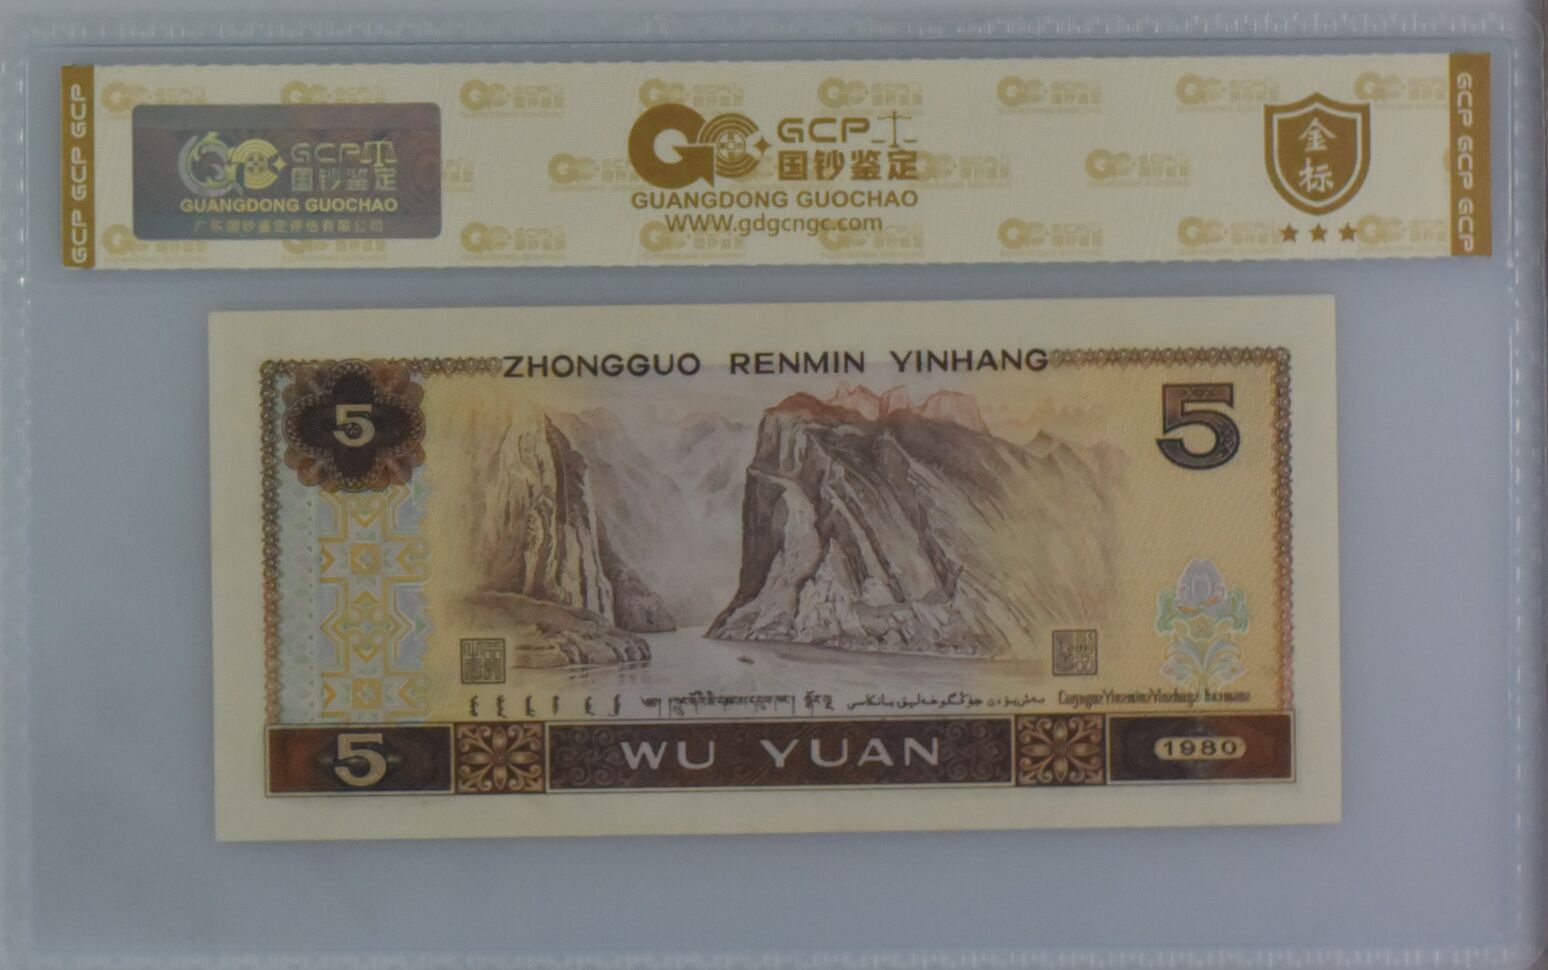 GCP GCP GCP
GCP 国钞鉴定
GUANGDONG GUOCHAO
广东国钞鉴定评估有限公司
GCP
国钞鉴定
GUANGDONG GUOCHAO
WWW.gdgcngc.com
金标
GCP GCP GCP
ZHONGGUO RENMIN YINHANG
5
5
5
WU YUAN
1980